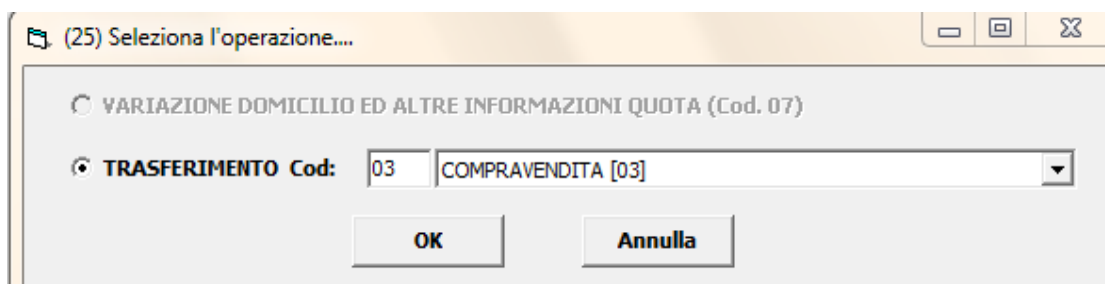 (25) Seleziona l'operazione....
VARIAZIONE DOMICILIO ED ALTRE INFORMAZIONI QUOTA (Cod. 07)
TRASFERIMENTO Cod: 03 COMPRAVENDITA [03]
OK Annulla